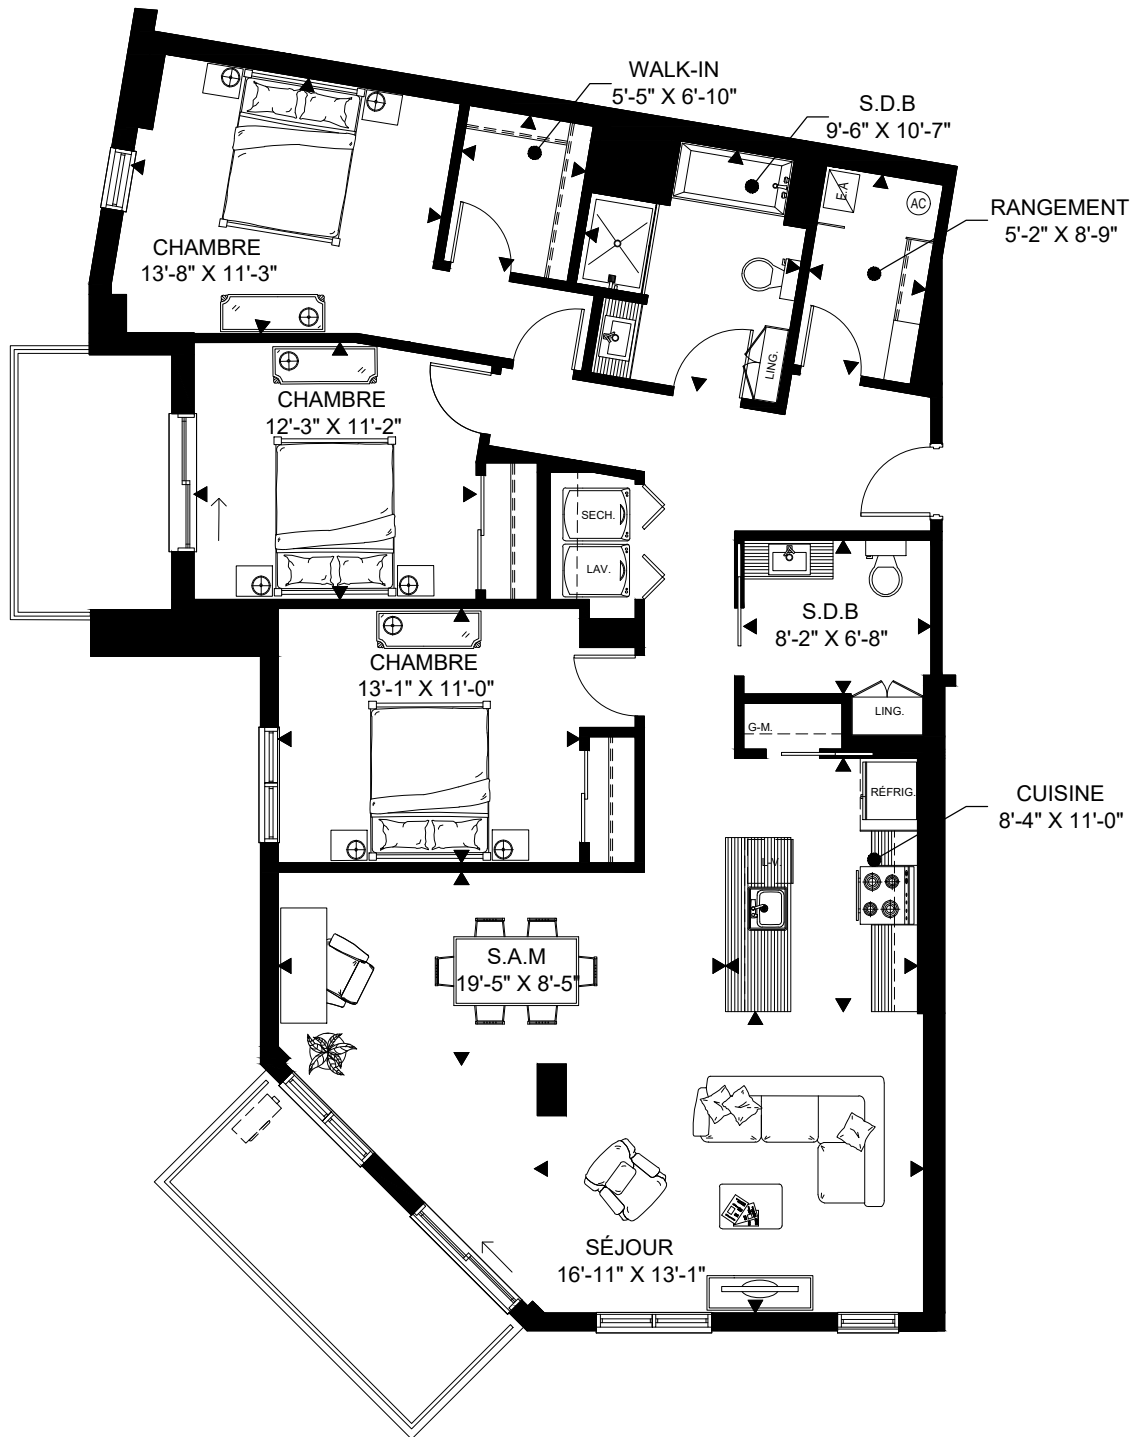 WALK-IN
5'-5" X 6'-10"
S.D.B
9'-6" X 10'-7"
E.A
AC
RANGEMENT
5'-2" X 8'-9"
CHAMBRE
13'-8" X 11'-3"
LING.
CHAMBRE
12'-3" X 11'-2"
SECH.
LAV.
S.D.B
8'-2" X 6'-8"
CHAMBRE
13'-1" X 11'-0"
LING.
G-M.
RÉFRIG.
CUISINE
8'-4" X 11'-0"
L-V.
S.A.M
19'-5" X 8'-5"
SÉJOUR
16'-11" X 13'-1"